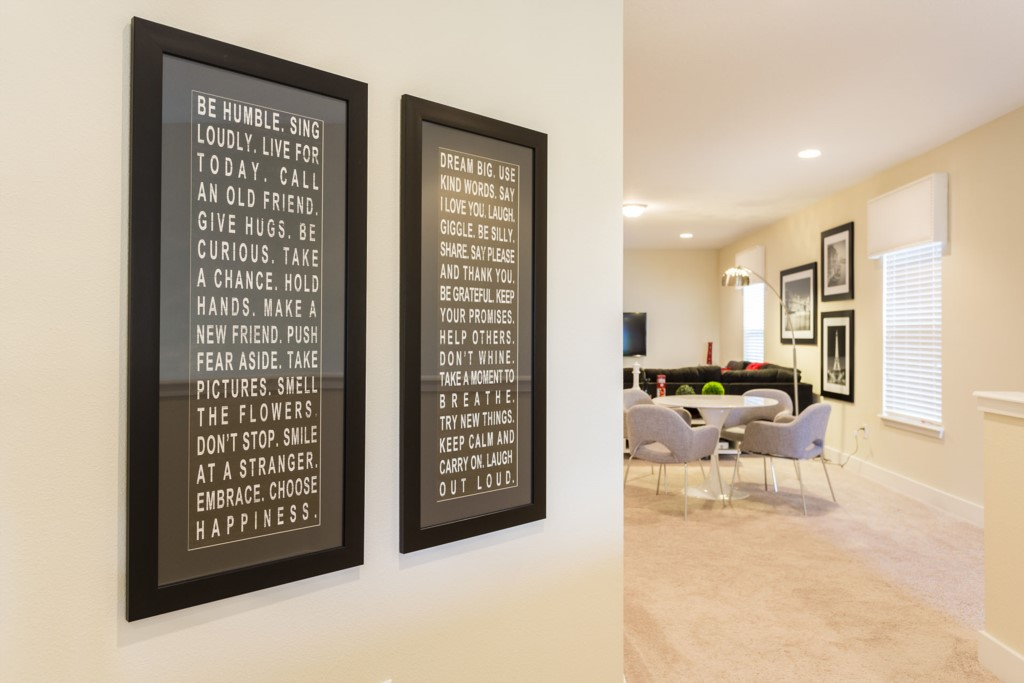 BE HUMBLE. SING
LOUDLY. LIVE FOR
TODAY. CALL
AN OLD FRIEND.
GIVE HUGS. BE
CURIOUS. TAKE
A CHANCE. HOLD
HANDS. MAKE A
NEW FRIEND. PUSH
FEAR ASIDE. TAKE
PICTURES. SMELL
THE FLOWERS.
DON'T STOP. SMILE
AT A STRANGER.
EMBRACE. CHOOSE
HAPPINESS.
DREAM BIG. USE
KIND WORDS. SAY
I LOVE YOU. LAUGH.
GIGGLE. BE SILLY.
SHARE. SAY PLEASE
AND THANK YOU.
BE GRATEFUL. KEEP
YOUR PROMISES.
HELP OTHERS.
DON'T WHINE.
TAKE A MOMENT TO
BREATHE.
TRY NEW THINGS.
KEEP CALM AND
CARRY ON. LAUGH
OUT LOUD.